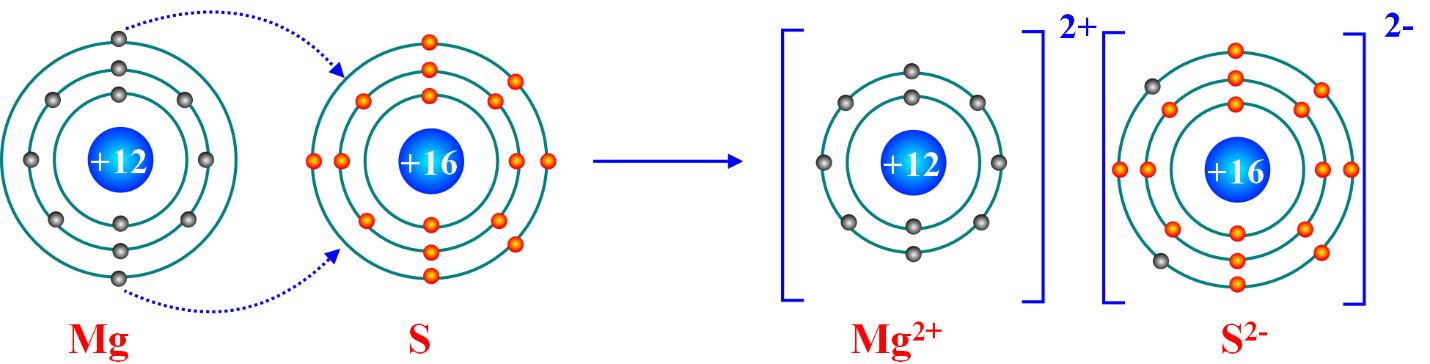 2+ 2-
+12 +16 +12 +16
Mg S Mg²⁺ S²⁻